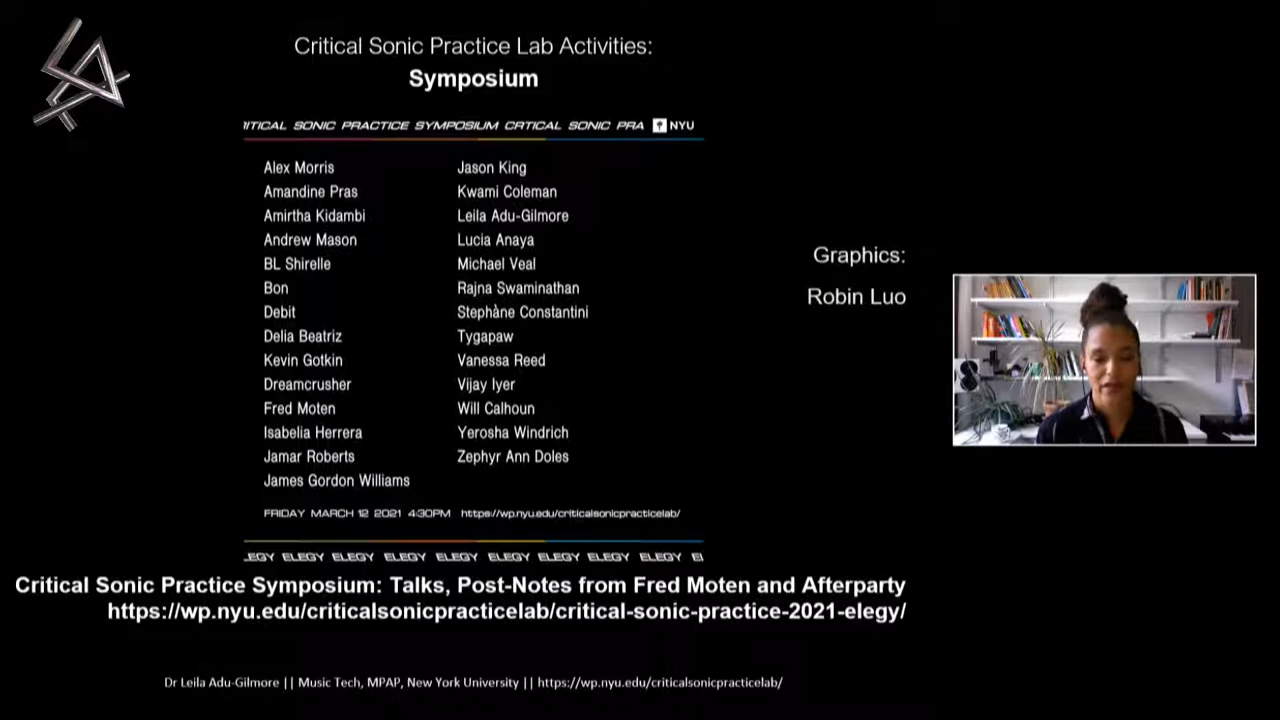 Critical Sonic Practice Lab Activities:
Symposium
ITICAL SONIC PRACTICE SYMPOSIUM CRTICAL SONIC PRA NYU
Alex Morris
Amandine Pras
Amirtha Kidambi
Andrew Mason
BL Shirelle
Bon
Debit
Delia Beatriz
Kevin Gotkin
Dreamcrusher
Fred Moten
Isabelia Herrera
Jamar Roberts
James Gordon Williams
Jason King
Kwami Coleman
Leila Adu-Gilmore
Lucia Anaya
Michael Veal
Rajna Swaminathan
Stephàne Constantini
Tygapaw
Vanessa Reed
Vijay Iyer
Will Calhoun
Yerosha Windrich
Zephyr Ann Doles
FRIDAY MARCH 12 2021 4:30PM https://wp.nyu.edu/criticalsonicpracticelab/
EGY ELEGY ELEGY ELEGY ELEGY ELEGY ELEGY ELEGY El
Graphics:
Robin Luo
Critical Sonic Practice Symposium: Talks, Post-Notes from Fred Moten and Afterparty
https://wp.nyu.edu/criticalsonicpracticelab/critical-sonic-practice-2021-elegy/
Dr Leila Adu-Gilmore || Music Tech, MPAP, New York University || https://wp.nyu.edu/criticalsonicpracticelab/